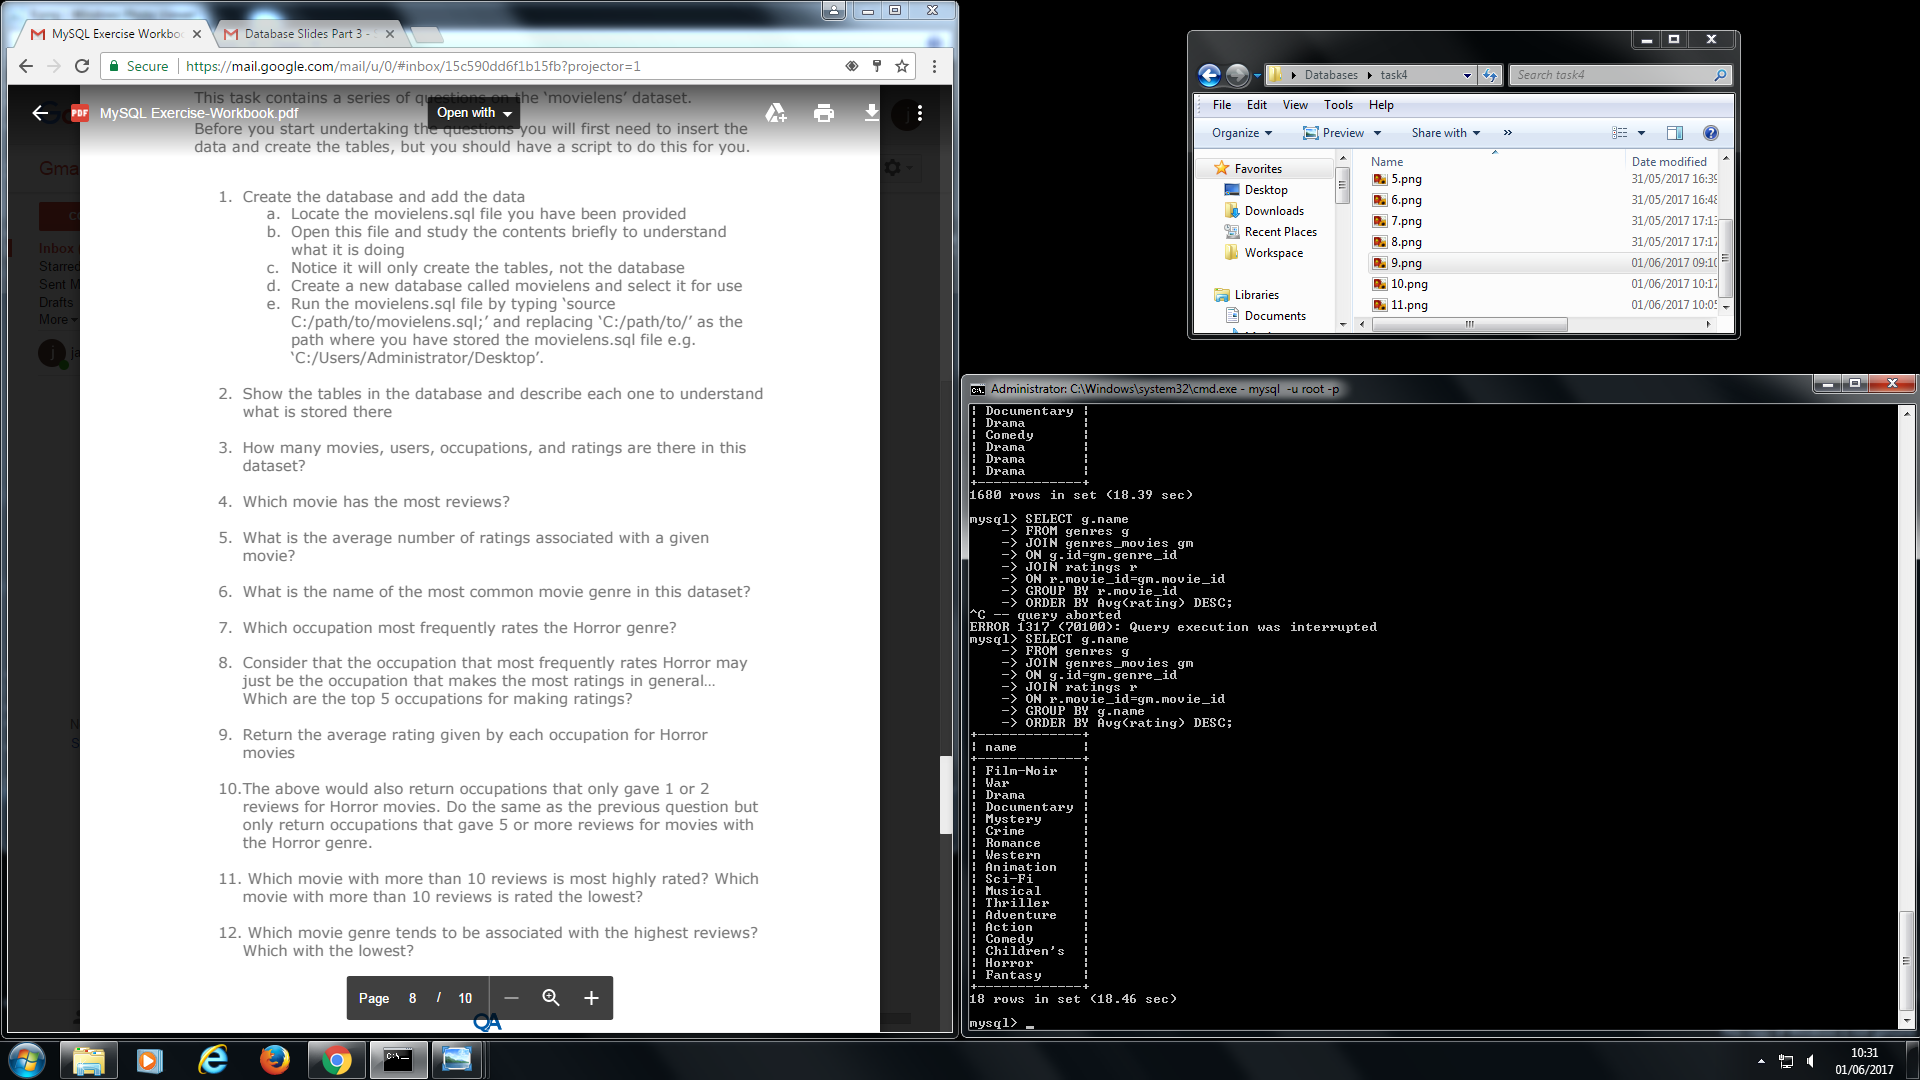 MySQL Exercise Workbo
Database Slides Part 3 -
Secure
https://mail.google.com/mail/u/0/#inbox/15c590dd6f1b15fb?projector=1
This task contains a series of questions on the 'movielens' dataset.
PDF
MySQL Exercise-Workbook.pdf
Open with
Before you start undertaking the questions you will first need to insert the
data and create the tables, but you should have a script to do this for you.
Gma
Inbox
Starred
Sent M
Drafts
More
1. Create the database and add the data
a. Locate the movielens.sql file you have been provided
b. Open this file and study the contents briefly to understand
what it is doing
c. Notice it will only create the tables, not the database
d. Create a new database called movielens and select it for use
e. Run the movielens.sql file by typing 'source
C:/path/to/movielens.sql;' and replacing 'C:/path/to/' as the
path where you have stored the movielens.sql file e.g.
'C:/Users/Administrator/Desktop'.
2. Show the tables in the database and describe each one to understand
what is stored there
3. How many movies, users, occupations, and ratings are there in this
dataset?
4. Which movie has the most reviews?
5. What is the average number of ratings associated with a given
movie?
6. What is the name of the most common movie genre in this dataset?
7. Which occupation most frequently rates the Horror genre?
8. Consider that the occupation that most frequently rates Horror may
just be the occupation that makes the most ratings in general...
Which are the top 5 occupations for making ratings?
9. Return the average rating given by each occupation for Horror
movies
10.The above would also return occupations that only gave 1 or 2
reviews for Horror movies. Do the same as the previous question but
only return occupations that gave 5 or more reviews for movies with
the Horror genre.
11. Which movie with more than 10 reviews is most highly rated? Which
movie with more than 10 reviews is rated the lowest?
12. Which movie genre tends to be associated with the highest reviews?
Which with the lowest?
Page 8 / 10
QA
Databases
task4
Search task4
File Edit View Tools Help
Organize Preview Share with »
Favorites
Desktop
Downloads
Recent Places
Workspace
Libraries
Documents
Name Date modified
5.png 31/05/2017 16:39
6.png 31/05/2017 16:48
7.png 31/05/2017 17:13
8.png 31/05/2017 17:17
9.png 01/06/2017 09:10
10.png 01/06/2017 10:17
11.png 01/06/2017 10:05
Administrator: C:\Windows\system32\cmd.exe - mysql -u root -p
| Documentary |
| Drama |
| Comedy |
| Drama |
| Drama |
| Drama |
+-------------+
1680 rows in set (18.39 sec)
mysql> SELECT g.name
-> FROM genres g
-> JOIN genres_movies gm
-> ON g.id=gm.genre_id
-> JOIN ratings r
-> ON r.movie_id=gm.movie_id
-> GROUP BY r.movie_id
-> ORDER BY Avg(rating) DESC;
^C -- query aborted
ERROR 1317 (70100): Query execution was interrupted
mysql> SELECT g.name
-> FROM genres g
-> JOIN genres_movies gm
-> ON g.id=gm.genre_id
-> JOIN ratings r
-> ON r.movie_id=gm.movie_id
-> GROUP BY g.name
-> ORDER BY Avg(rating) DESC;
+-------------+
| name |
+-------------+
| Film-Noir |
| War |
| Drama |
| Documentary |
| Mystery |
| Crime |
| Romance |
| Western |
| Animation |
| Sci-Fi |
| Musical |
| Thriller |
| Adventure |
| Action |
| Comedy |
| Children's |
| Horror |
| Fantasy |
+-------------+
18 rows in set (18.46 sec)
mysql> _
10:31
01/06/2017